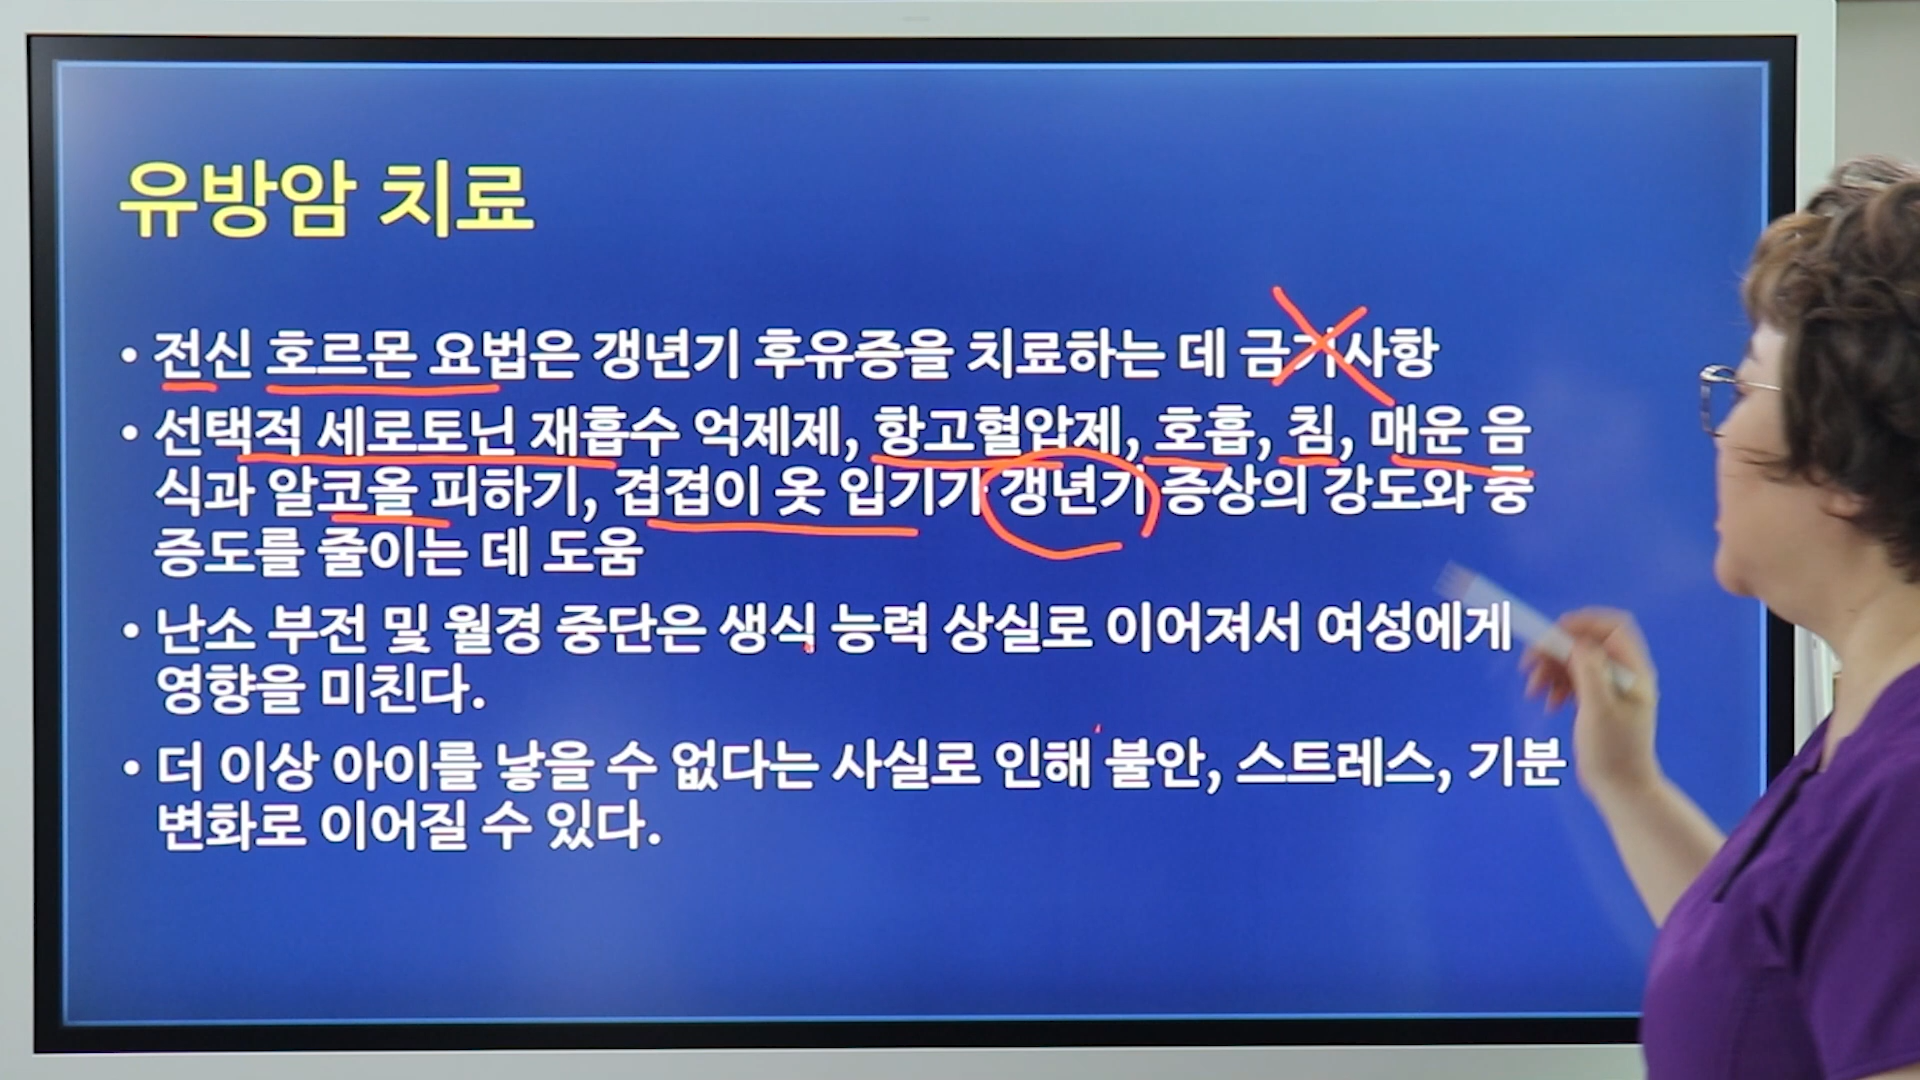 유방암 치료
• 전신 호르몬 요법은 갱년기 후유증을 치료하는 데 금기사항
• 선택적 세로토닌 재흡수 억제제, 항고혈압제, 호흡, 침, 매운 음
식과 알코올 피하기, 겹겹이 옷 입기가 갱년기 증상의 강도와 중
증도를 줄이는 데 도움
• 난소 부전 및 월경 중단은 생식 능력 상실로 이어져서 여성에게
영향을 미친다.
• 더 이상 아이를 낳을 수 없다는 사실로 인해 불안, 스트레스, 기분
변화로 이어질 수 있다.